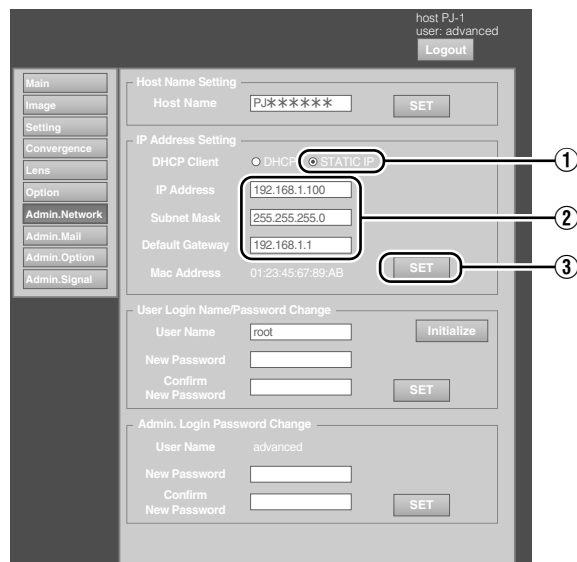 host PJ-1
user: advanced
Logout
Main
Image
Setting
Convergence
Lens
Option
Admin.Network
Admin.Mail
Admin.Option
Admin.Signal
Host Name Setting
Host Name PJ✳✳✳✳✳✳ SET
IP Address Setting
DHCP Client DHCP STATIC IP ①
IP Address 192.168.1.100
Subnet Mask 255.255.255.0 ②
Default Gateway 192.168.1.1
Mac Address 01:23:45:67:89:AB SET ③
User Login Name/Password Change
User Name root Initialize
New Password
Confirm
New Password SET
Admin. Login Password Change
User Name advanced
New Password
Confirm
New Password SET